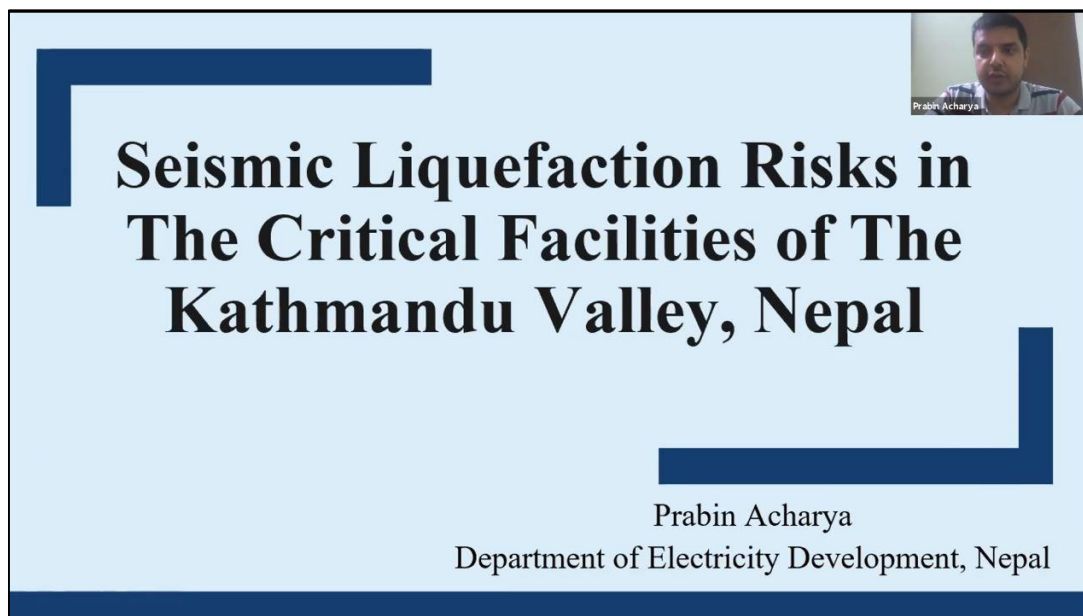 Prabin Acharya
Seismic Liquefaction Risks in
The Critical Facilities of The
Kathmandu Valley, Nepal
Prabin Acharya
Department of Electricity Development, Nepal